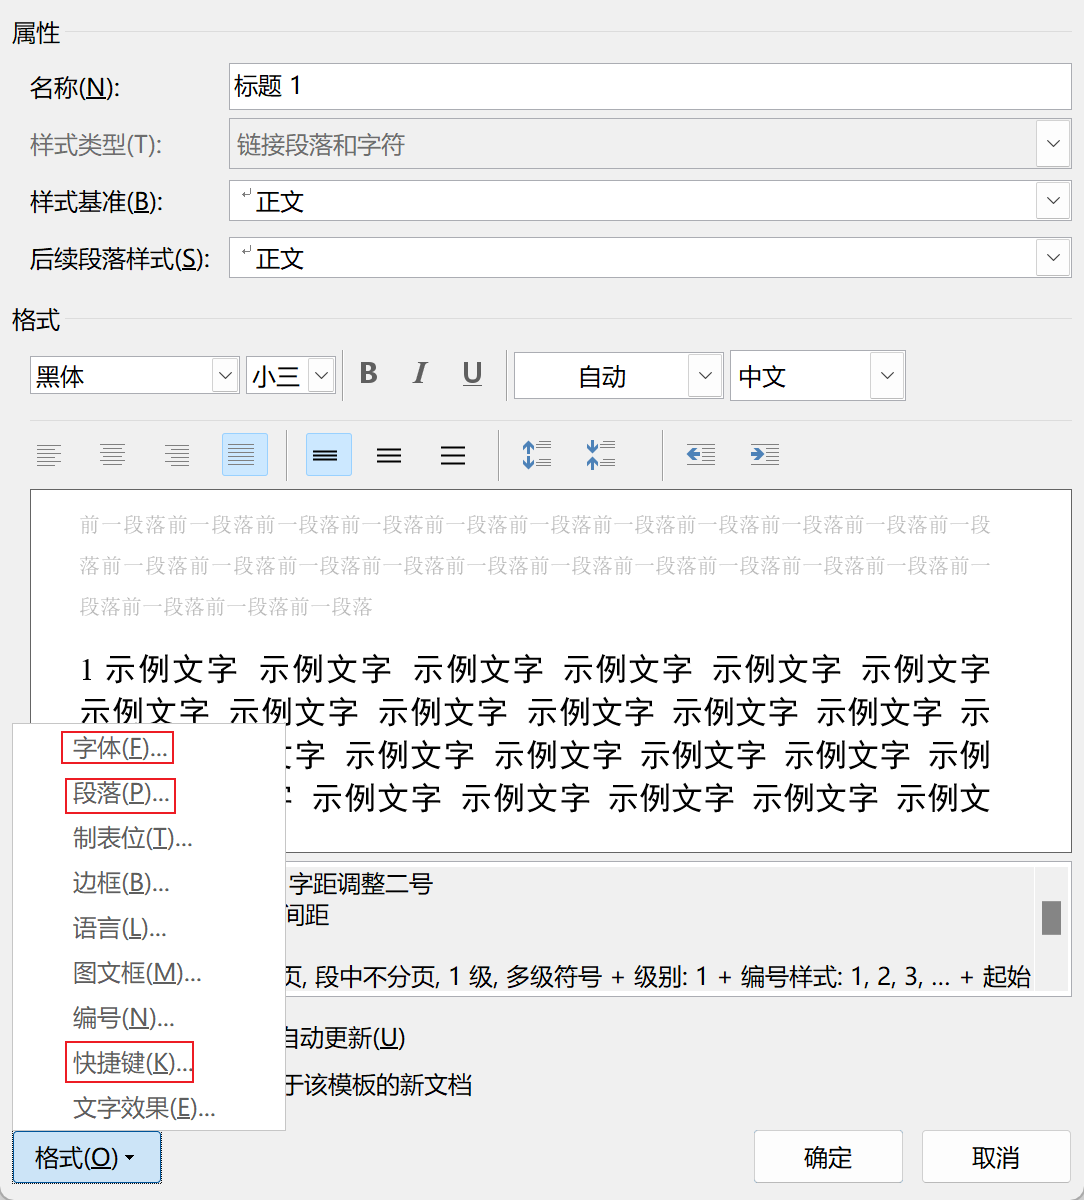 属性
名称(N): 标题 1
样式类型(T): 链接段落和字符
样式基准(B): ↵ 正文
后续段落样式(S): ↵ 正文
格式
黑体 小三 B I U 自动 中文
前一段落前一段落前一段落前一段落前一段落前一段落前一段落前一段落前一段落前一段落前一段
落前一段落前一段落前一段落前一段落前一段落前一段落前一段落前一段落前一段落前一段落前一
段落前一段落前一段落前一段落
1 示例文字 示例文字 示例文字 示例文字 示例文字 示例文字
示例文字 示例文字 示例文字 示例文字 示例文字 示例文字 示
文字 示例文字 示例文字 示例文字 示例文字 示例
字 示例文字 示例文字 示例文字 示例文字 示例文
字体(F)...
段落(P)...
制表位(T)...
边框(B)...
语言(L)...
图文框(M)...
编号(N)...
快捷键(K)...
文字效果(E)...
字距调整二号
间距
页, 段中不分页, 1 级, 多级符号 + 级别: 1 + 编号样式: 1, 2, 3, ... + 起始
自动更新(U)
于该模板的新文档
格式(O) 确定 取消